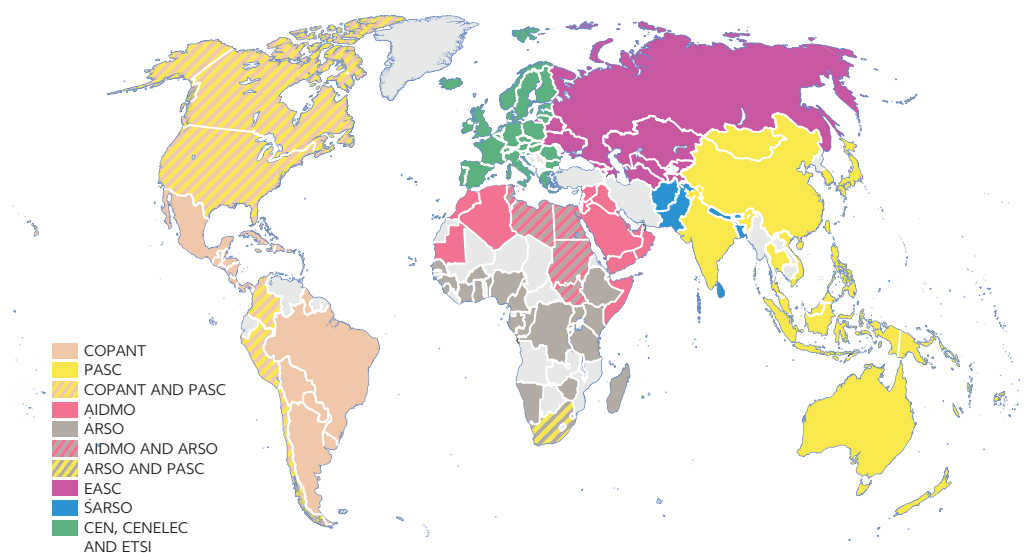 COPANT
PASC
COPANT AND PASC
AIDMO
ARSO
AIDMO AND ARSO
ARSO AND PASC
EASC
SARSO
CEN, CENELEC
AND ETSI